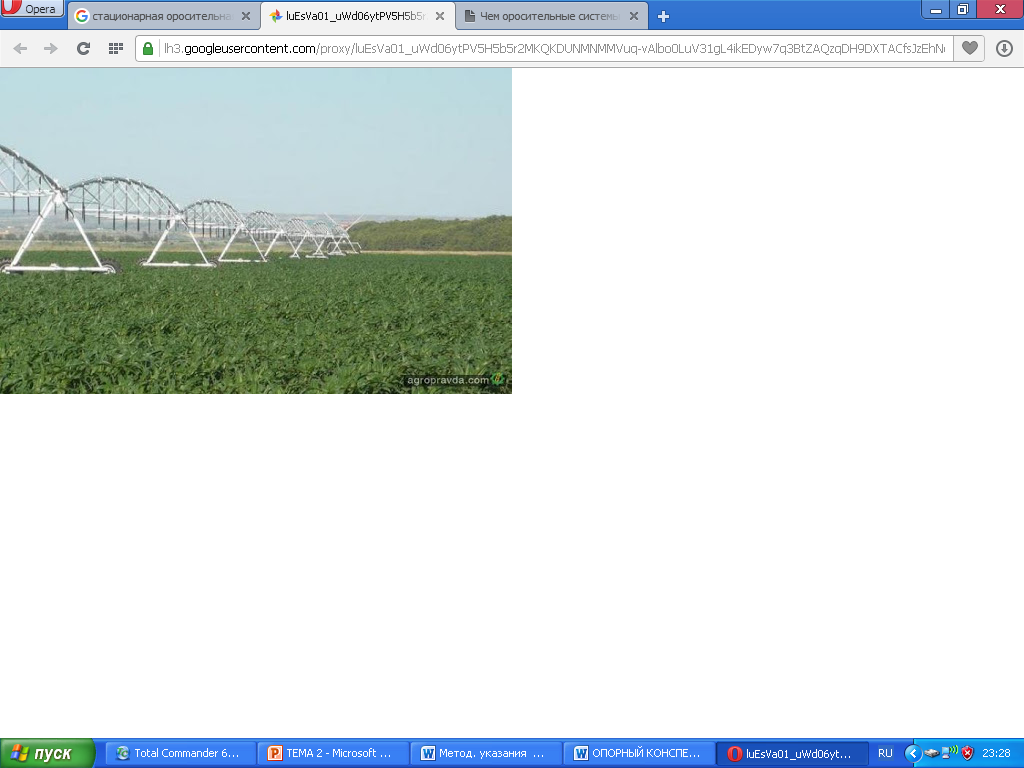 Opera
стационарная оросительна
luEsVa01_uWd06ytPV5H5b5r
Чем оросительные системы
lh3.googleusercontent.com/proxy/luEsVa01_uWd06ytPV5H5b5r2MKQKDUNMNMMVuq-vAlbo0LuV31gL4ikEDyw7q3BtZAQzqDH9DXTACfsJzEhN
agropravda.com
пуск
Total Commander 6....
ТЕМА 2 - Microsoft ...
Метод. указания ...
ОПОРНЫЙ КОНСПЕ...
luEsVa01_uWd06yt...
RU
23:28